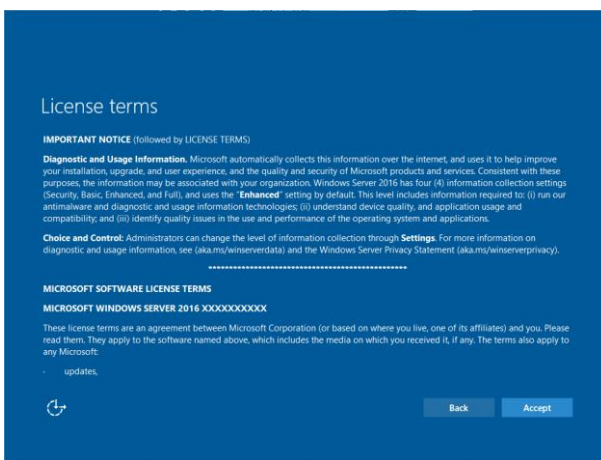 License terms
IMPORTANT NOTICE (followed by LICENSE TERMS)
Diagnostic and Usage Information. Microsoft automatically collects this information over the internet, and uses it to help improve
your installation, upgrade, and user experience, and the quality and security of Microsoft products and services. Consistent with these
purposes, the information may be associated with your organization. Windows Server 2016 has four (4) information collection settings
(Security, Basic, Enhanced, and Full), and uses the "Enhanced" setting by default. This level includes information required to: (i) run our
antimalware and diagnostic and usage information technologies; (ii) understand device quality, and application usage and
compatibility; and (iii) identify quality issues in the use and performance of the operating system and applications.
Choice and Control: Administrators can change the level of information collection through Settings. For more information on
diagnostic and usage information, see (aka.ms/winserverdata) and the Windows Server Privacy Statement (aka.ms/winserverprivacy).
************************************************
MICROSOFT SOFTWARE LICENSE TERMS
MICROSOFT WINDOWS SERVER 2016 XXXXXXXXXX
These license terms are an agreement between Microsoft Corporation (or based on where you live, one of its affiliates) and you. Please
read them. They apply to the software named above, which includes the media on which you received it, if any. The terms also apply to
any Microsoft:
· updates,
Back Accept